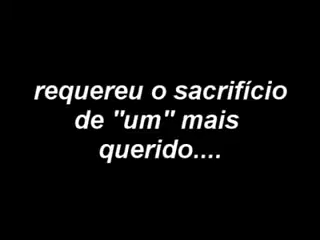 requereu o sacrifício
de "um" mais
querido....